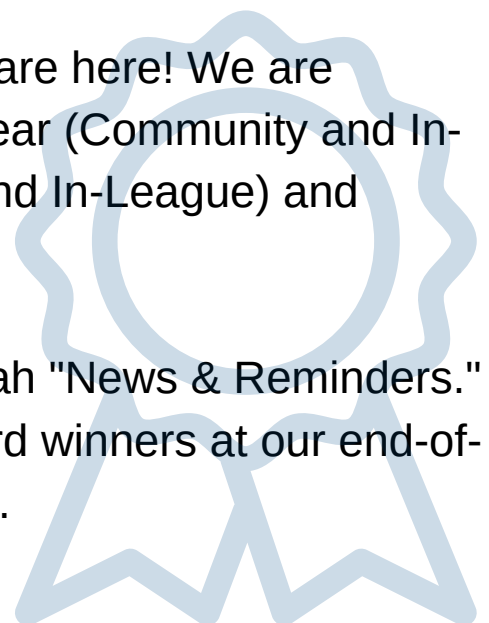 are here! We are
ear (Community and In-
nd In-League) and
ah "News & Reminders."
rd winners at our end-of-
.